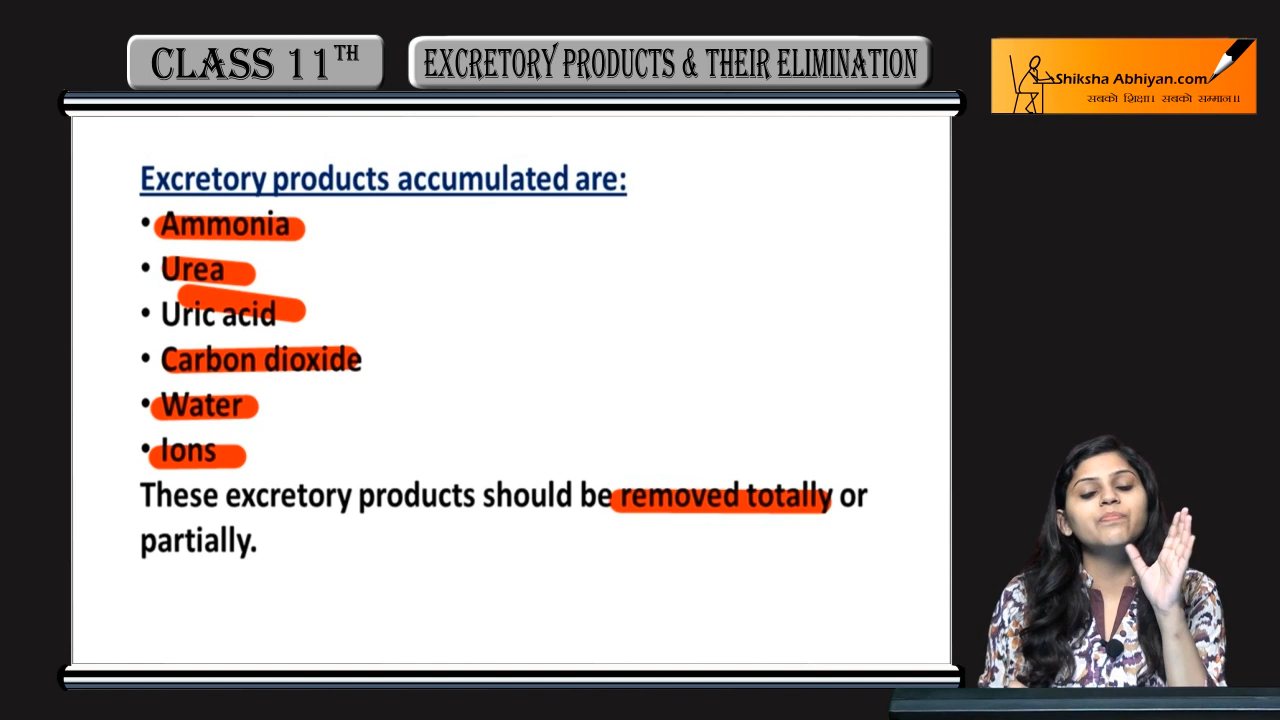 CLASS 11TH
EXCRETORY PRODUCTS & THEIR ELIMINATION
Shiksha Abhiyan.com
सबको शिक्षा। सबको सम्मान॥
Excretory products accumulated are:
• Ammonia
• Urea
• Uric acid
• Carbon dioxide
• Water
• Ions
These excretory products should be removed totally or
partially.